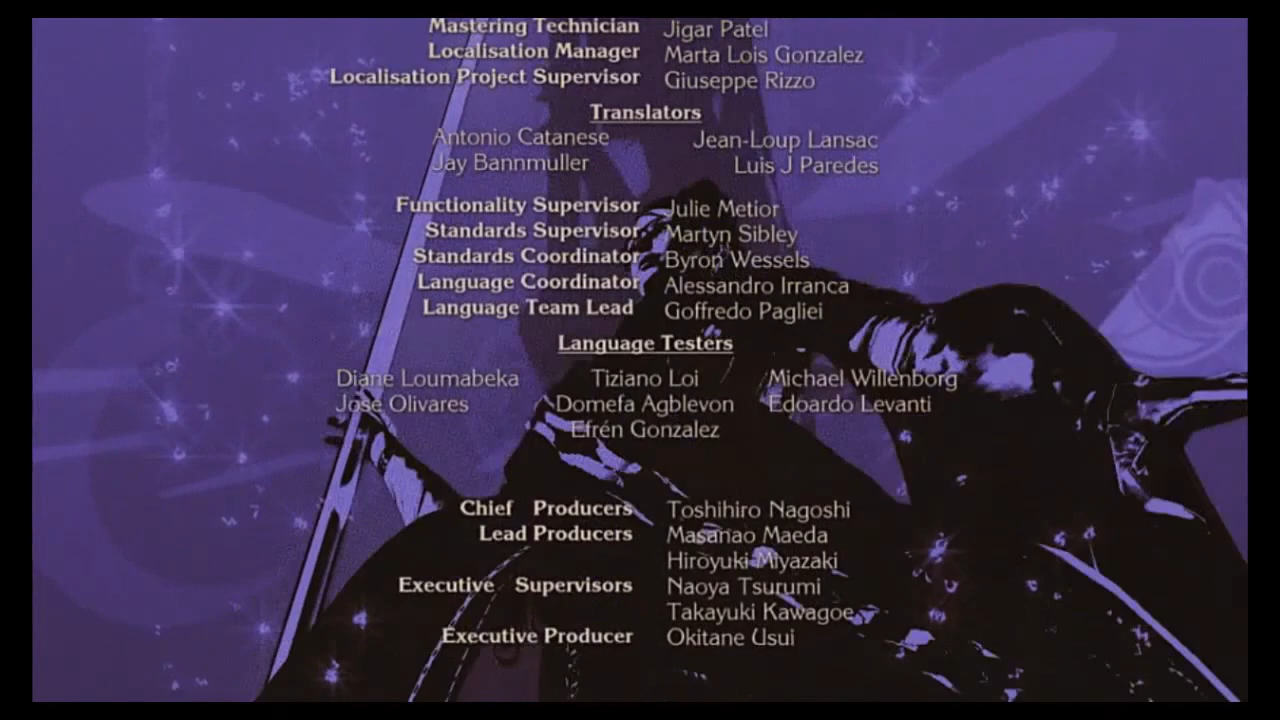 Mastering Technician Jigar Patel
Localisation Manager Marta Lois Gonzalez
Localisation Project Supervisor Giuseppe Rizzo
Translators
Antonio Catanese Jean-Loup Lansac
Jay Bannmuller Luis J Paredes
Functionality Supervisor Julie Metior
Standards Supervisor Martyn Sibley
Standards Coordinator Byron Wessels
Language Coordinator Alessandro Irranca
Language Team Lead Goffredo Pagliei
Language Testers
Diane Loumabeka Tiziano Loi Michael Willenborg
Jose Olivares Domefa Agblevon Edoardo Levanti
Efrén Gonzalez
Chief Producers Toshihiro Nagoshi
Lead Producers Masanao Maeda
Hiroyuki Miyazaki
Executive Supervisors Naoya Tsurumi
Takayuki Kawagoe
Executive Producer Okitane Usui